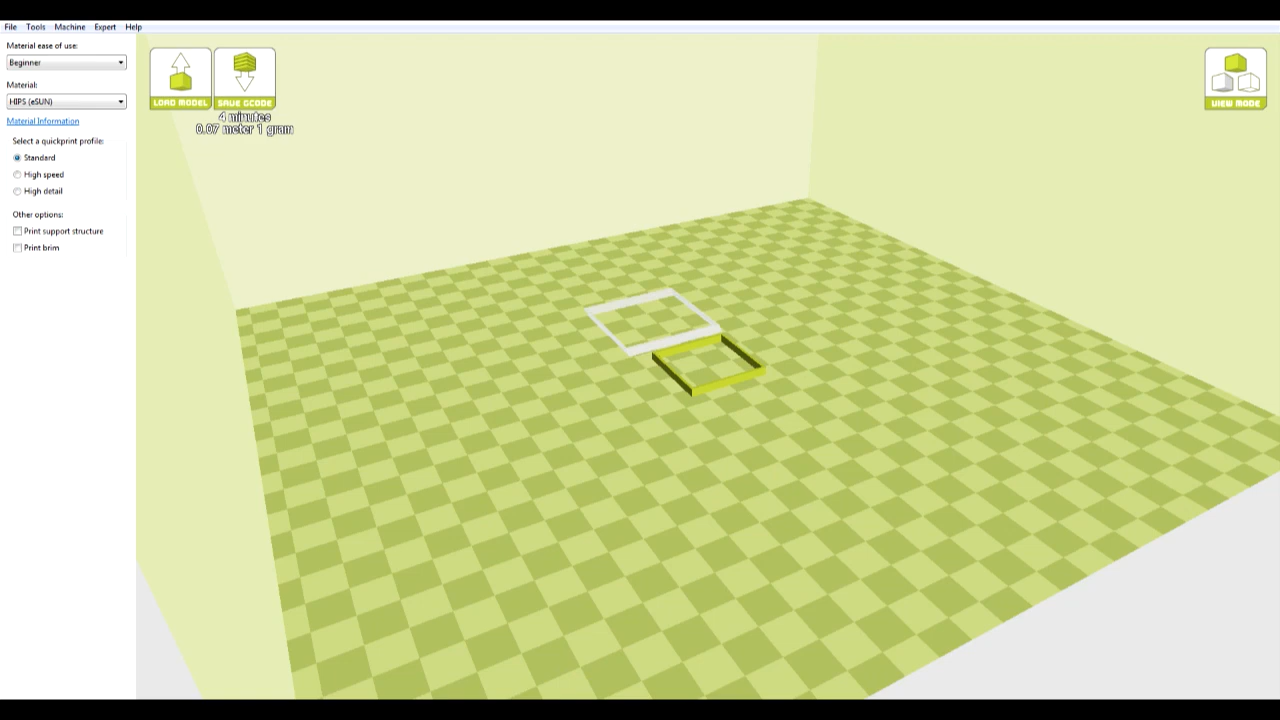 File Tools Machine Expert Help
Material ease of use:
Beginner
Material:
HIPS (eSUN)
Material Information
Select a quickprint profile:
Standard
High speed
High detail
Other options:
Print support structure
Print brim
LOAD MODEL
SAVE GCODE
4 minutes
0.07 meter 1 gram
VIEW MODE